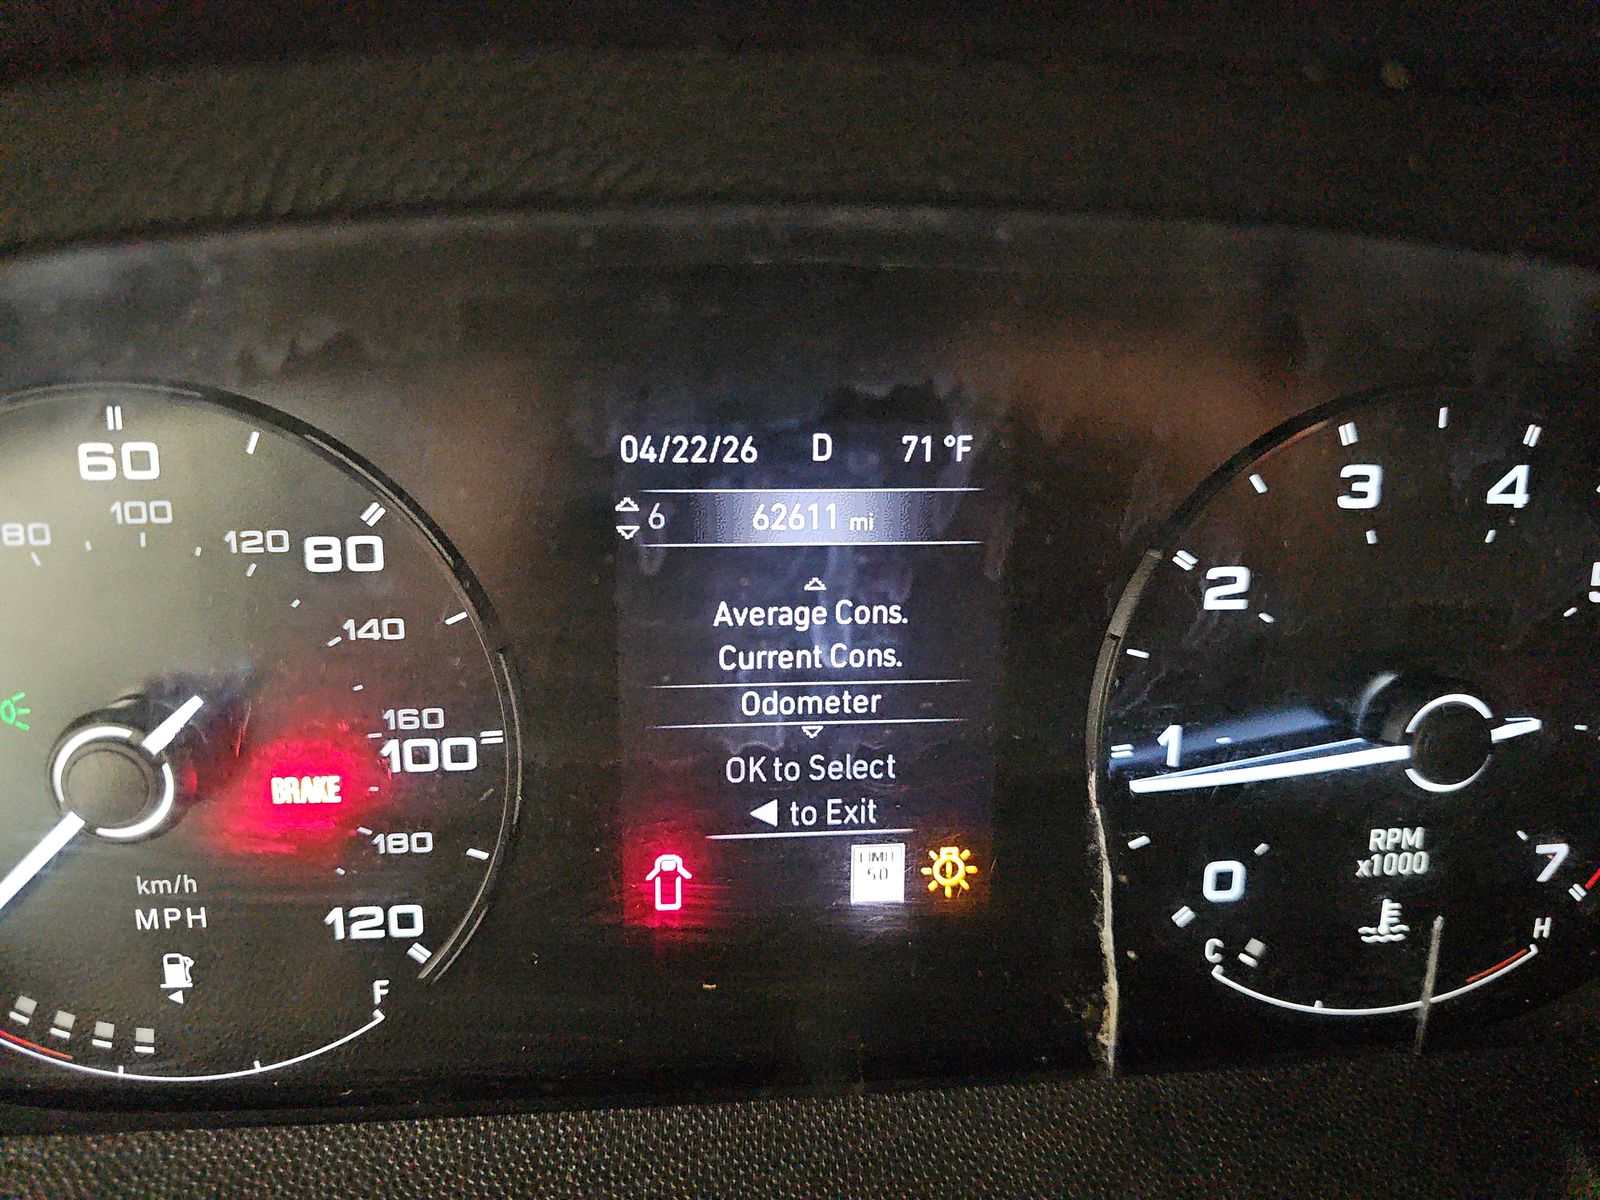 04/22/26 D 71 °F
6 62611 mi
Average Cons.
Current Cons.
Odometer
OK to Select
◀ to Exit
LIMIT
50
60
80
100
120
80
100
120
140
160
180
BRAKE
km/h
MPH
F
0
1
2
3
4
5
7
RPM
x1000
C
H